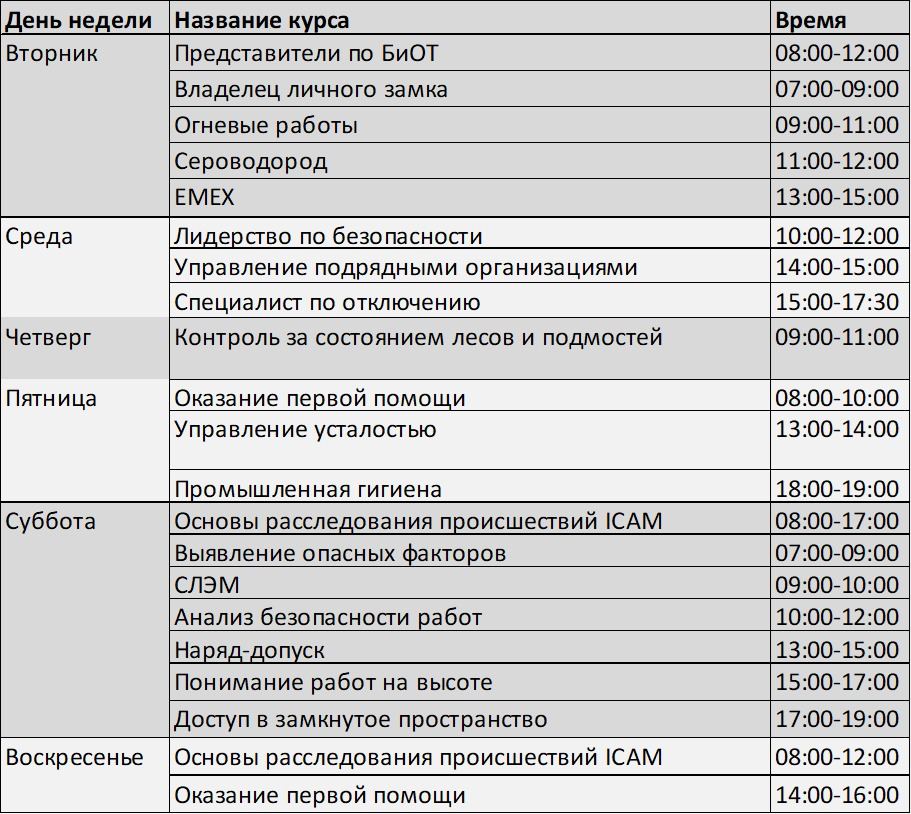 День недели Название курса Время
Вторник Представители по БиОТ 08:00-12:00
Владелец личного замка 07:00-09:00
Огневые работы 09:00-11:00
Сероводород 11:00-12:00
EMEX 13:00-15:00
Среда Лидерство по безопасности 10:00-12:00
Управление подрядными организациями 14:00-15:00
Специалист по отключению 15:00-17:30
Четверг Контроль за состоянием лесов и подмостей 09:00-11:00
Пятница Оказание первой помощи 08:00-10:00
Управление усталостью 13:00-14:00
Промышленная гигиена 18:00-19:00
Суббота Основы расследования происшествий ICAM 08:00-17:00
Выявление опасных факторов 07:00-09:00
СЛЭМ 09:00-10:00
Анализ безопасности работ 10:00-12:00
Наряд-допуск 13:00-15:00
Понимание работ на высоте 15:00-17:00
Доступ в замкнутое пространство 17:00-19:00
Воскресенье Основы расследования происшествий ICAM 08:00-12:00
Оказание первой помощи 14:00-16:00